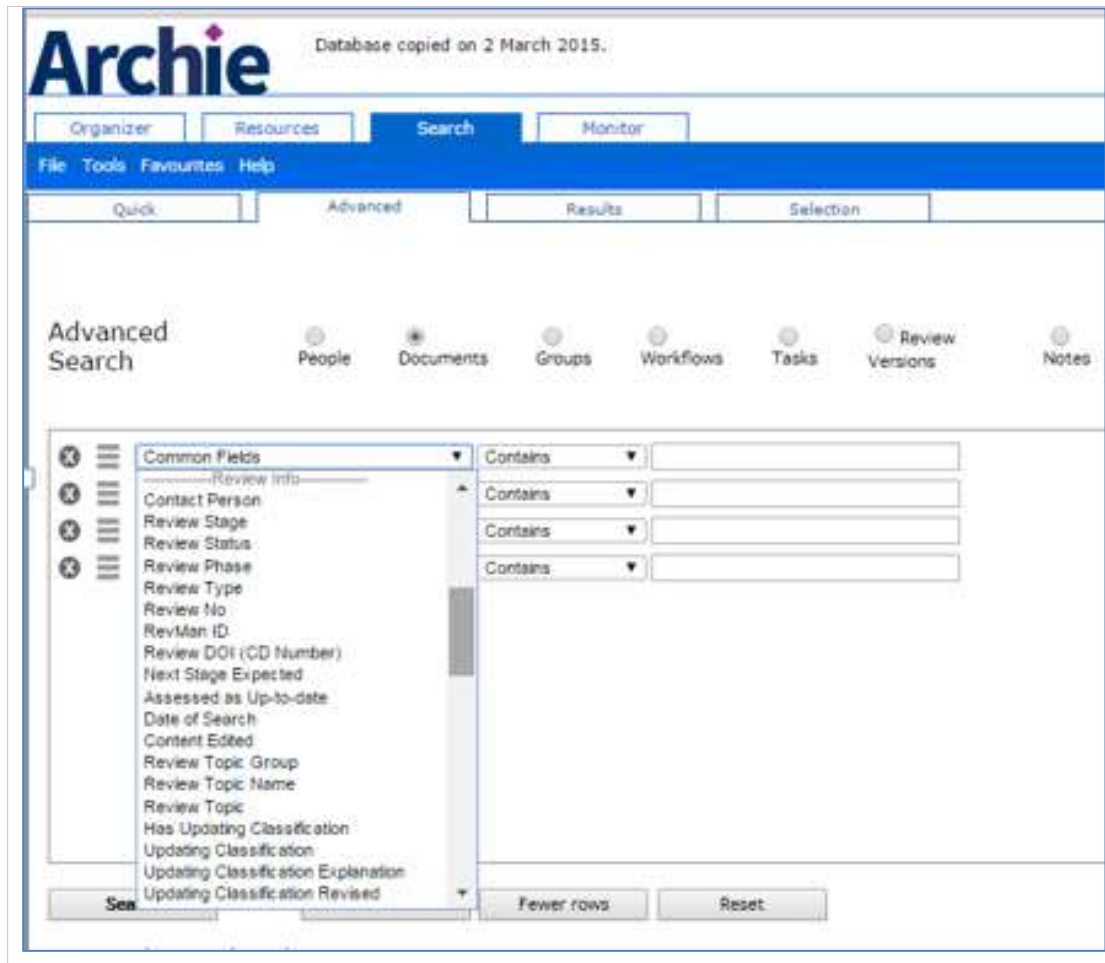 Archie
Database copied on 2 March 2015.
Organizer Resources Search Monitor
File Tools Favourites Help
Quick Advanced Results Selection
Advanced
Search
People Documents Groups Workflows Tasks Review Versions Notes
Common Fields Contains
Review Info
Contact Person Contains
Review Stage
Review Status Contains
Review Phase Contains
Review Type
Review No
RevMan ID
Review DOI (CD Number)
Next Stage Expected
Assessed as Up-to-date
Date of Search
Content Edited
Review Topic Group
Review Topic Name
Review Topic
Has Updating Classification
Updating Classification
Updating Classification Explanation
Updating Classification Revised
Sea Fewer rows Reset